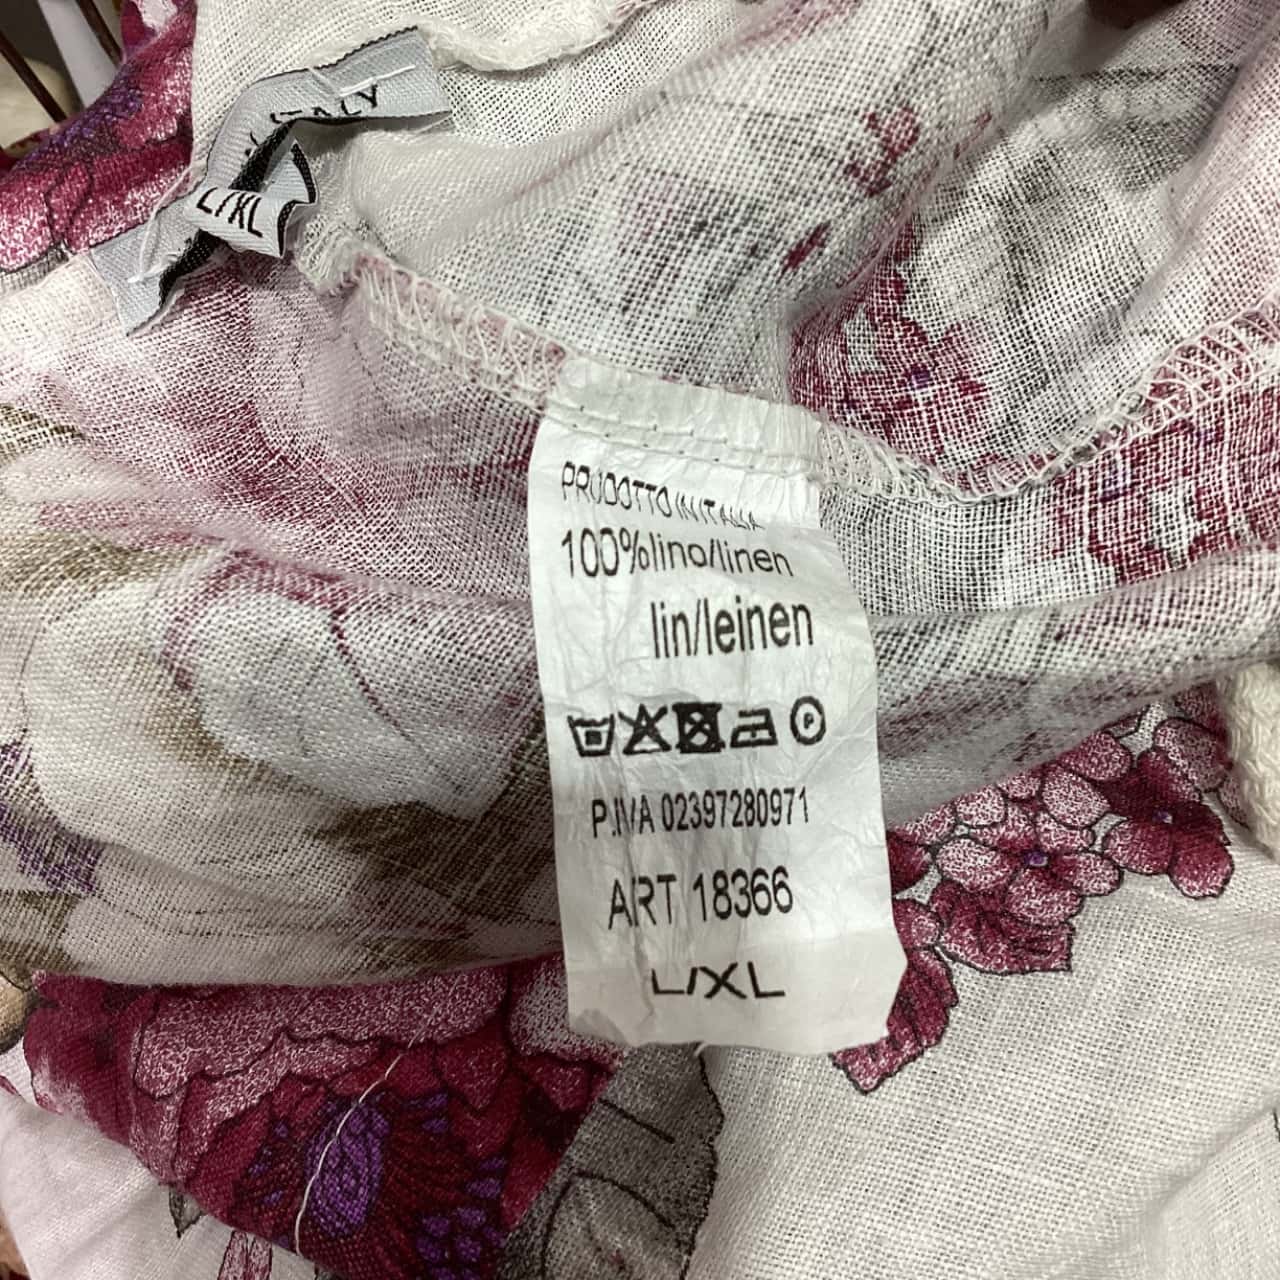 ITALY
L/XL
PRODOTTO IN ITALIA
100%lino/linen
lin/leinen
P
P.IVA 02397280971
ART 18366
L/XL